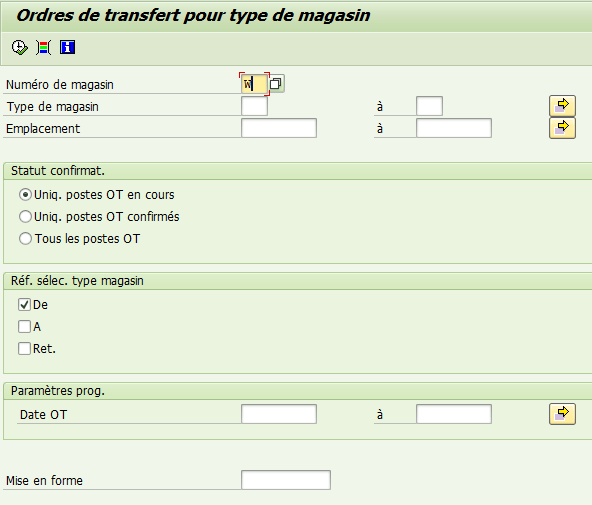 Ordres de transfert pour type de magasin
Numéro de magasin W
Type de magasin à
Emplacement à
Statut confirmat.
Uniq. postes OT en cours
Uniq. postes OT confirmés
Tous les postes OT
Réf. sélec. type magasin
De
A
Ret.
Paramètres prog.
Date OT à
Mise en forme